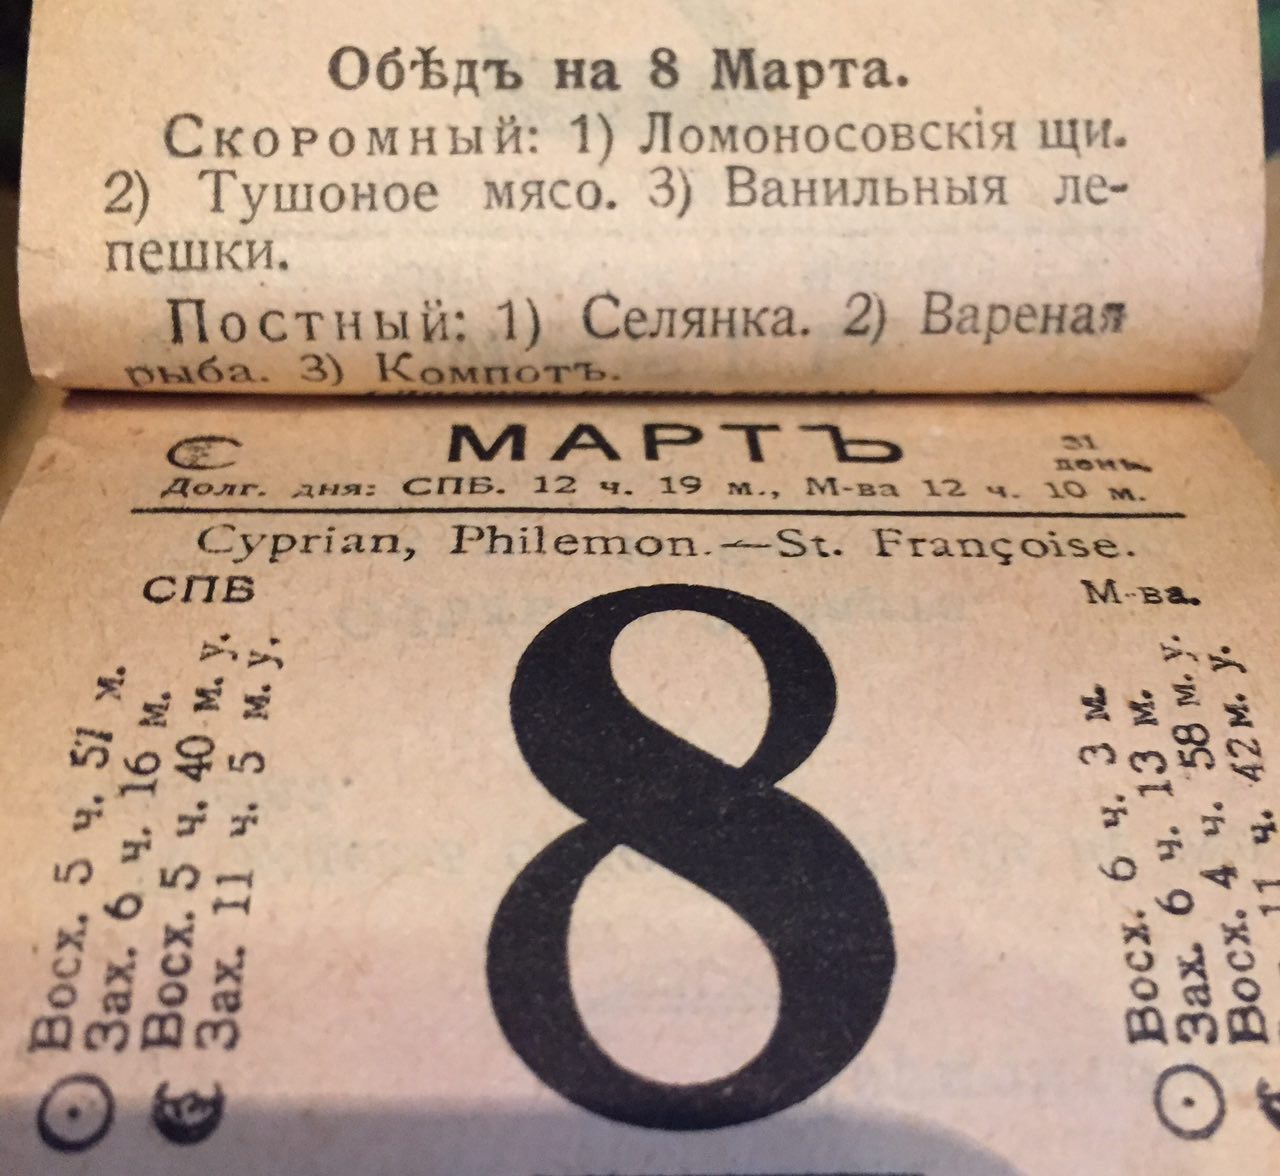 Обѣдъ на 8 Марта.
Скоромный: 1) Ломоносовскія щи.
2) Тушоное мясо. 3) Ванильныя ле-
пешки.
Постный: 1) Селянка. 2) Вареная
рыба. 3) Компотъ.
МАРТЪ
31
день.
Долг. дня: СПБ. 12 ч. 19 м., М-ва 12 ч. 10 м.
Cyprian, Philemon.—St. Françoise.
СПБ
Восх. 5 ч. 57 м.
Зах. 6 ч. 16 м.
Восх. 5 ч. 40 м. у.
Зах. 11 ч. 5 м. у.
8
М-ва.
Восх. 6 ч. 3 м.
Зах. 6 ч. 13 м.
Восх. 4 ч. 58 м. у.
11 ч. 42 м. у.